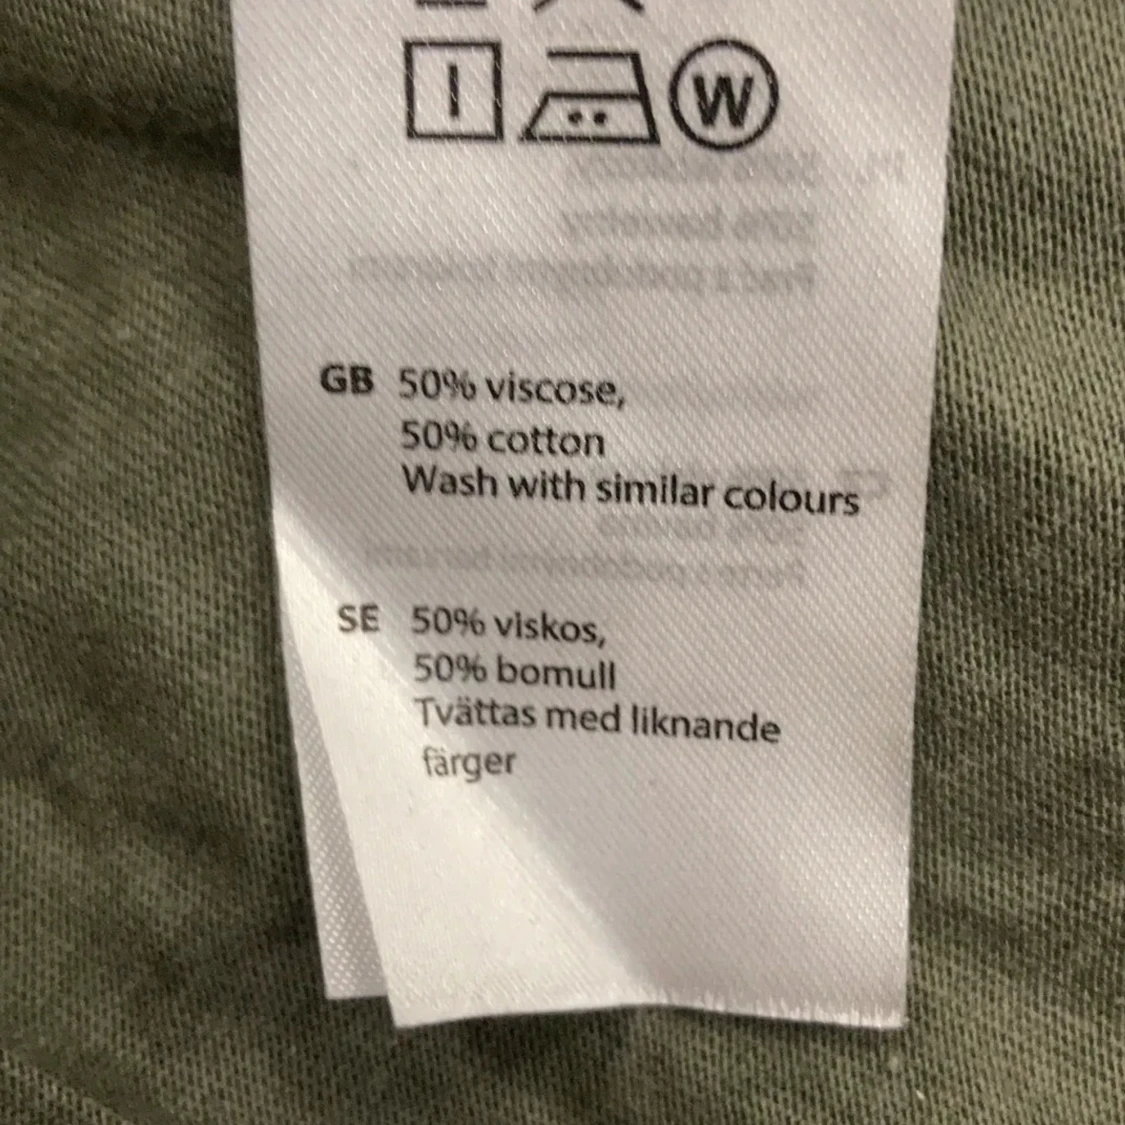 W
GB 50% viscose,
50% cotton
Wash with similar colours
SE 50% viskos,
50% bomull
Tvättas med liknande
färger